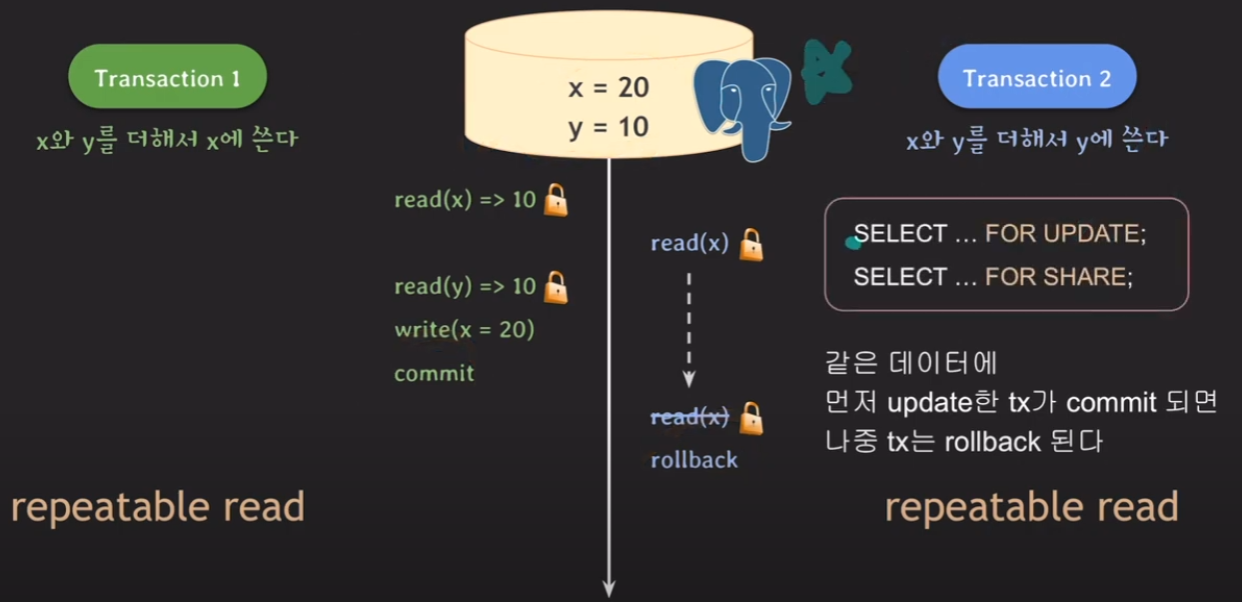 Transaction 1
x와 y를 더해서 x에 쓴다
x = 20
y = 10
Transaction 2
x와 y를 더해서 y에 쓴다
read(x) => 10
read(x)
read(y) => 10
write(x = 20)
commit
read(x)
rollback
SELECT ... FOR UPDATE;
SELECT ... FOR SHARE;
같은 데이터에
먼저 update한 tx가 commit 되면
나중 tx는 rollback 된다
repeatable read
repeatable read